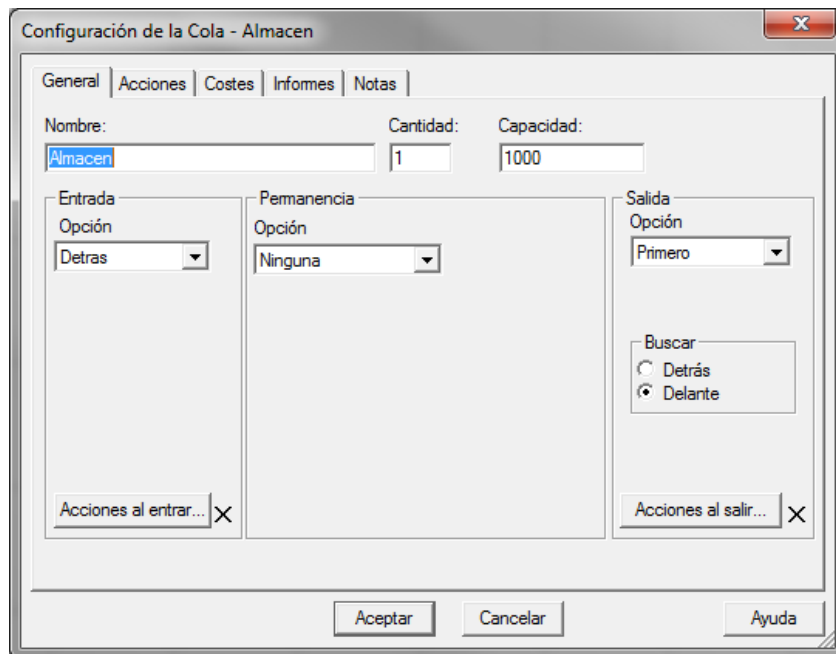 Configuración de la Cola - Almacen
General Acciones Costes Informes Notas
Nombre: Cantidad: Capacidad:
Almacen 1 1000
Entrada Permanencia Salida
Opción Opción Opción
Detras Ninguna Primero
Buscar
Detrás
Delante
Acciones al entrar... X Acciones al salir... X
Aceptar Cancelar Ayuda